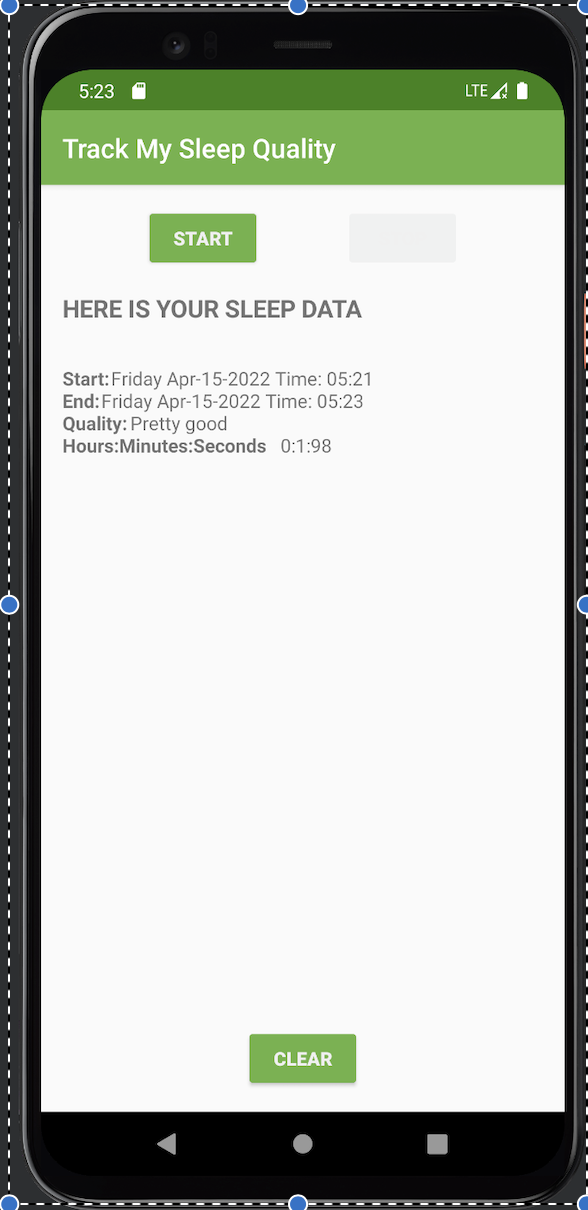 5:23 LTE
Track My Sleep Quality
START
HERE IS YOUR SLEEP DATA
Start:Friday Apr-15-2022 Time: 05:21
End:Friday Apr-15-2022 Time: 05:23
Quality: Pretty good
Hours:Minutes:Seconds 0:1:98
CLEAR